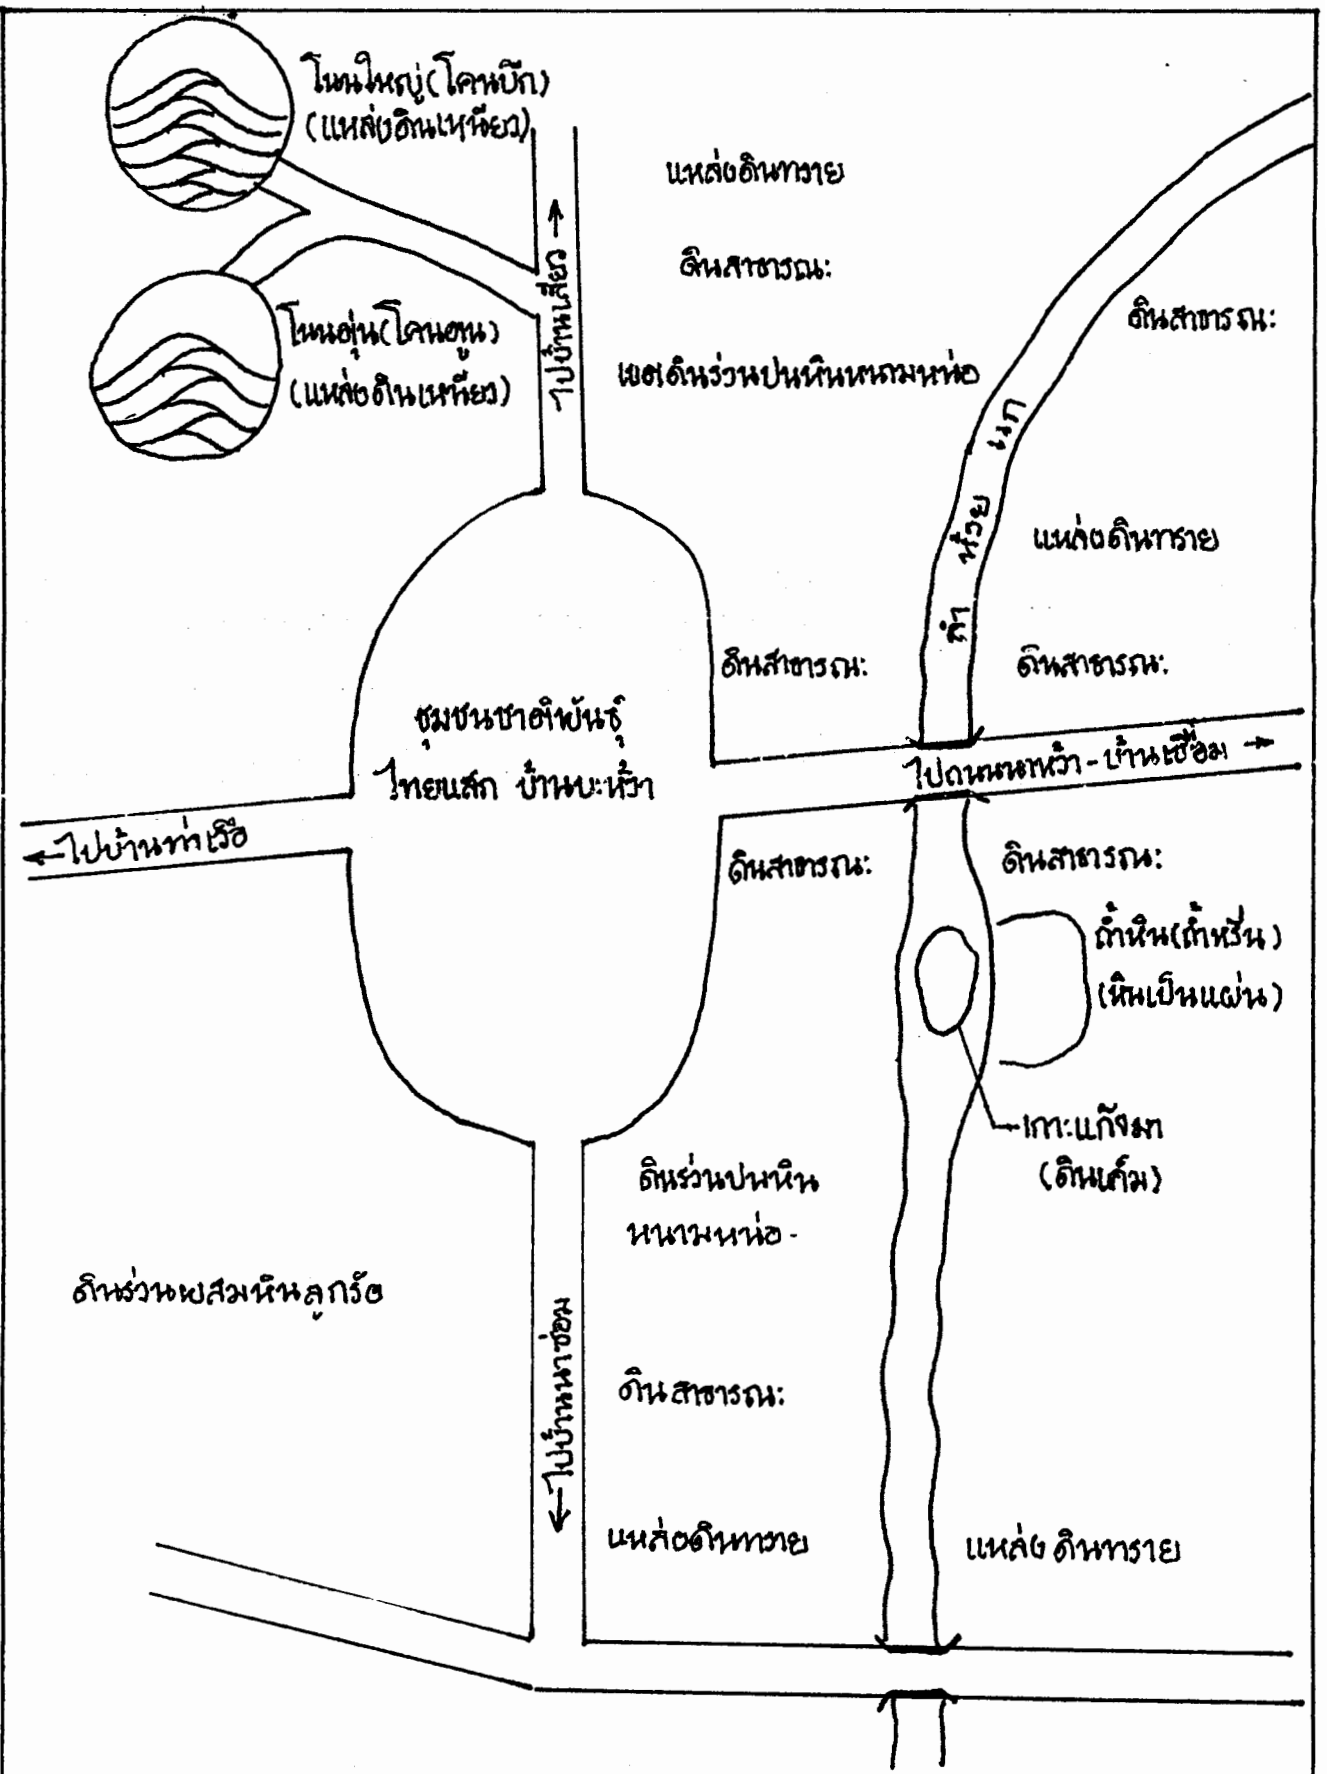 โนนใหญ่(โคนบึก)
(แหล่งดินเหนียว)
แหล่งดินทราย
ดินสาธารณะ
ไปบ้านเสียว
ดินสาธารณะ
โนนตุ่น(โคนตูน)
(แหล่งดินเหนียว)
เขตดินร่วนปนหินหนามหน่อ
ลำห้วยแก
แหล่งดินทราย
ดินสาธารณะ
ดินสาธารณะ
ชุมชนชาติพันธุ์
ไทยแสก บ้านบะหว้า
ไปถนนนาหว้า-บ้านเชื่อม
ไปบ้านท่าเรือ
ดินสาธารณะ
ดินสาธารณะ
ถ้ำหิน(ถ้ำหรีน)
(หินเป็นแผ่น)
เกาะแก้งมา
(ดินเค็ม)
ดินร่วนปนหิน
หนามหน่อ-
ดินร่วนผสมหินลูกรัง
ไปบ้านนาซ่อม
ดินสาธารณะ
แหล่งดินทราย
แหล่งดินทราย